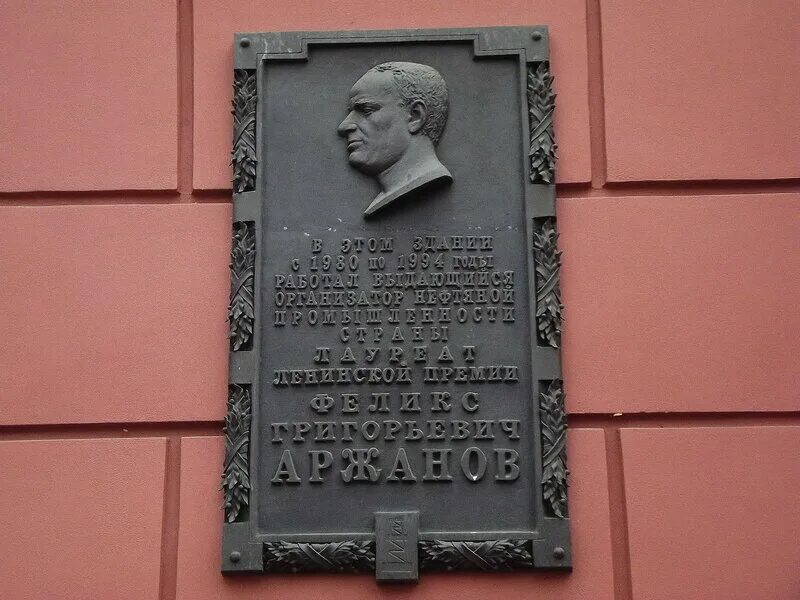 В ЭТОМ ЗДАНИИ
С 1980 ПО 1994 ГОДЫ
РАБОТАЛ ВЫДАЮЩИЙСЯ
ОРГАНИЗАТОР НЕФТЯНОЙ
ПРОМЫШЛЕННОСТИ
СТРАНЫ
ЛАУРЕАТ
ЛЕНИНСКОЙ ПРЕМИИ
ФЕЛИКС
ГРИГОРЬЕВИЧ
АРЖАНОВ